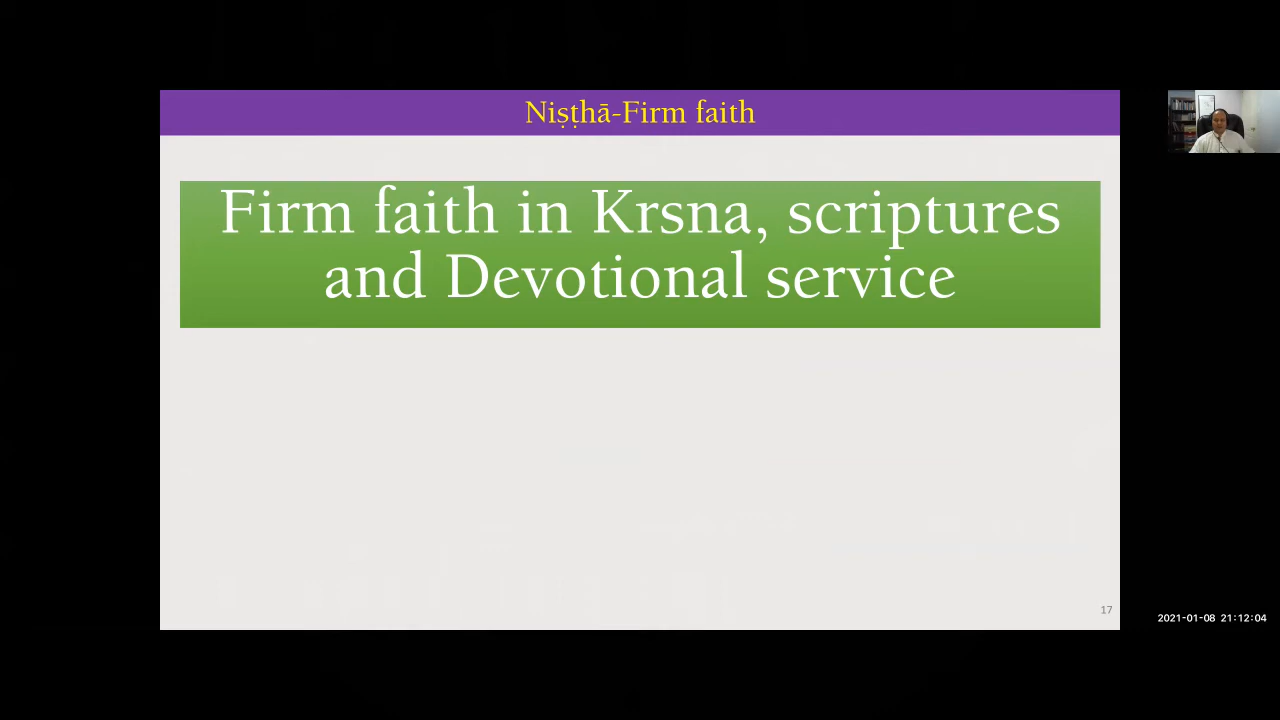 Niṣṭhā-Firm faith
Firm faith in Krsna, scriptures
and Devotional service
17
2021-01-08 21:12:04